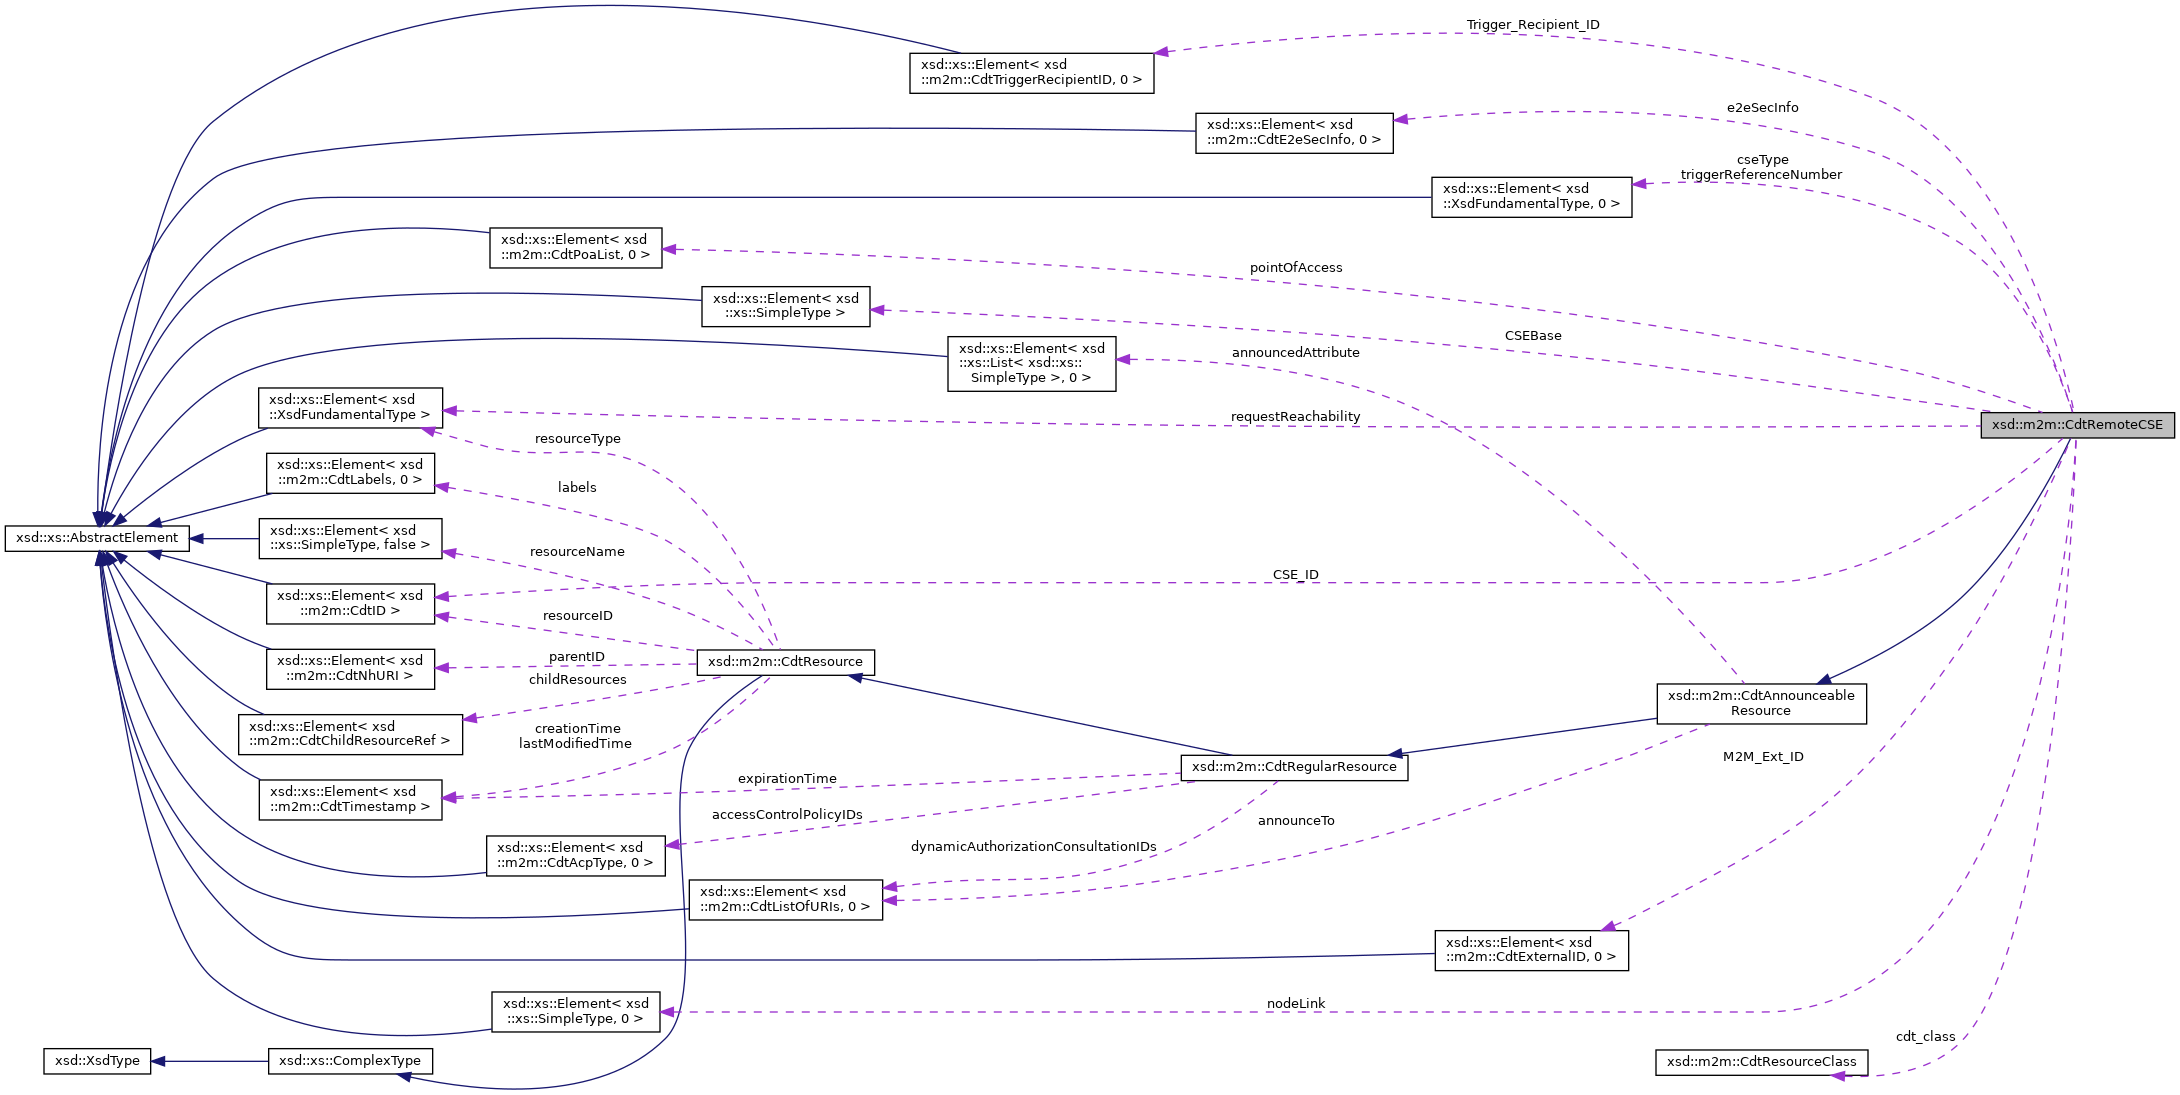 Trigger_Recipient_ID
xsd::xs::Element< xsd
::m2m::CdtTriggerRecipientID, 0 >
e2eSecInfo
xsd::xs::Element< xsd
::m2m::CdtE2eSecInfo, 0 >
cseType
triggerReferenceNumber
xsd::xs::Element< xsd
::XsdFundamentalType, 0 >
xsd::xs::Element< xsd
::m2m::CdtPoaList, 0 >
pointOfAccess
xsd::xs::Element< xsd
::xs::SimpleType >
CSEBase
xsd::xs::Element< xsd
::xs::List< xsd::xs::
SimpleType >, 0 >
announcedAttribute
xsd::xs::Element< xsd
::XsdFundamentalType >
requestReachability
xsd::m2m::CdtRemoteCSE
resourceType
xsd::xs::Element< xsd
::m2m::CdtLabels, 0 >
labels
xsd::xs::AbstractElement
xsd::xs::Element< xsd
::xs::SimpleType, false >
resourceName
CSE_ID
xsd::xs::Element< xsd
::m2m::CdtID >
resourceID
xsd::xs::Element< xsd
::m2m::CdtNhURI >
parentID
xsd::m2m::CdtResource
childResources
xsd::m2m::CdtAnnounceable
Resource
xsd::xs::Element< xsd
::m2m::CdtChildResourceRef >
creationTime
lastModifiedTime
M2M_Ext_ID
xsd::m2m::CdtRegularResource
expirationTime
xsd::xs::Element< xsd
::m2m::CdtTimestamp >
accessControlPolicyIDs
announceTo
xsd::xs::Element< xsd
::m2m::CdtAcpType, 0 >
dynamicAuthorizationConsultationIDs
xsd::xs::Element< xsd
::m2m::CdtListOfURIs, 0 >
xsd::xs::Element< xsd
::m2m::CdtExternalID, 0 >
xsd::xs::Element< xsd
::xs::SimpleType, 0 >
nodeLink
cdt_class
xsd::XsdType
xsd::xs::ComplexType
xsd::m2m::CdtResourceClass